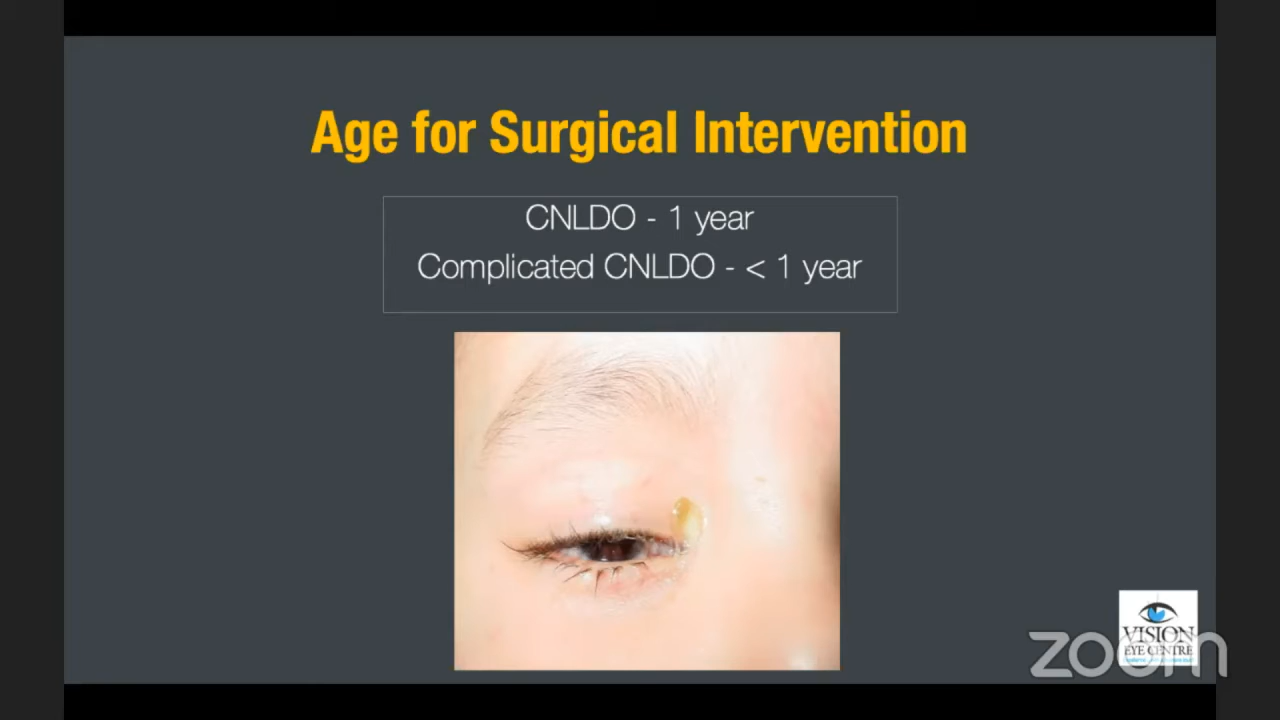 Age for Surgical Intervention
CNLDO - 1 year
Complicated CNLDO - < 1 year
VISION
EYE CENTRE
zoom